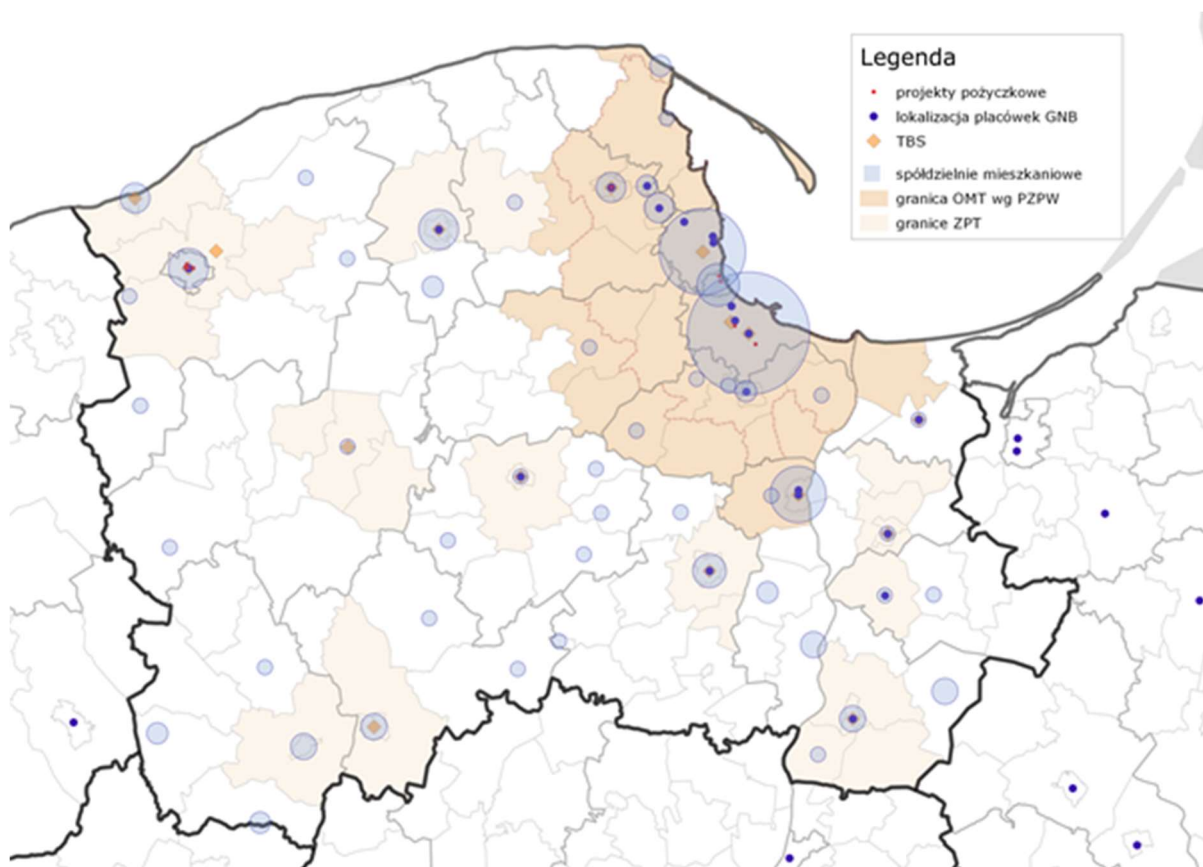 Legenda
projekty pożyczkowe
lokalizacja placówek GNB
TBS
spółdzielnie mieszkaniowe
granica OMT wg PZPW
granice ZPT